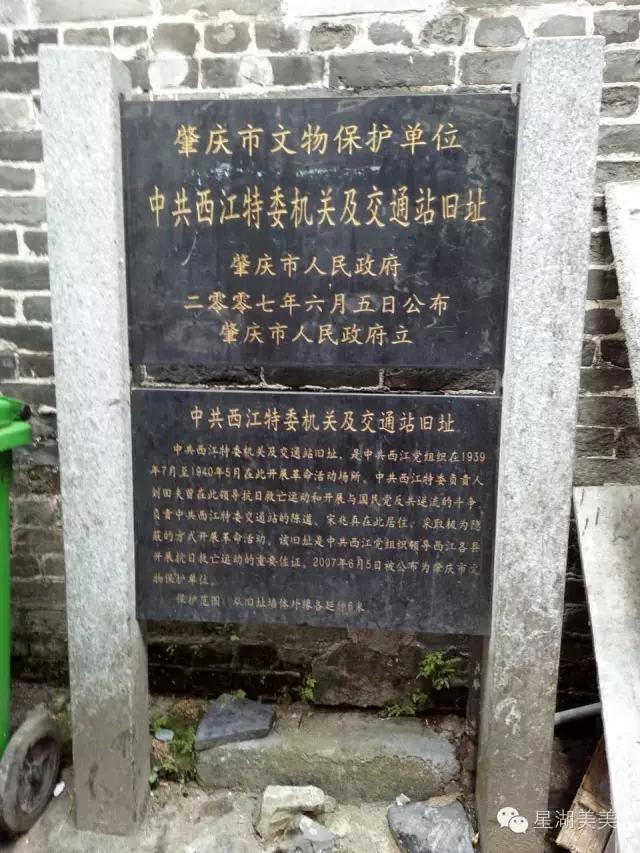 肇庆市文物保护单位
中共西江特委机关及交通站旧址
肇庆市人民政府
二零零七年六月五日公布
肇庆市人民政府立
中共西江特委机关及交通站旧址
中共西江特委机关及交通站旧址，是中共西江党组织在1939
年7月至1940年5月在此开展革命活动场所。中共西江特委负责人
刘田夫曾在此领导抗日救亡运动和开展与国民党反共逆流的斗争。
负责中共西江特委交通站的陈道、宋兆真在此居住，采取极为隐
蔽的方式开展革命活动。该旧址是中共西江党组织领导西江各县
开展抗日救亡运动的重要佐证。2007年6月5日被公布为肇庆市文
物保护单位。
保护范围：从旧址墙体外缘各延伸6米。
星湖美美